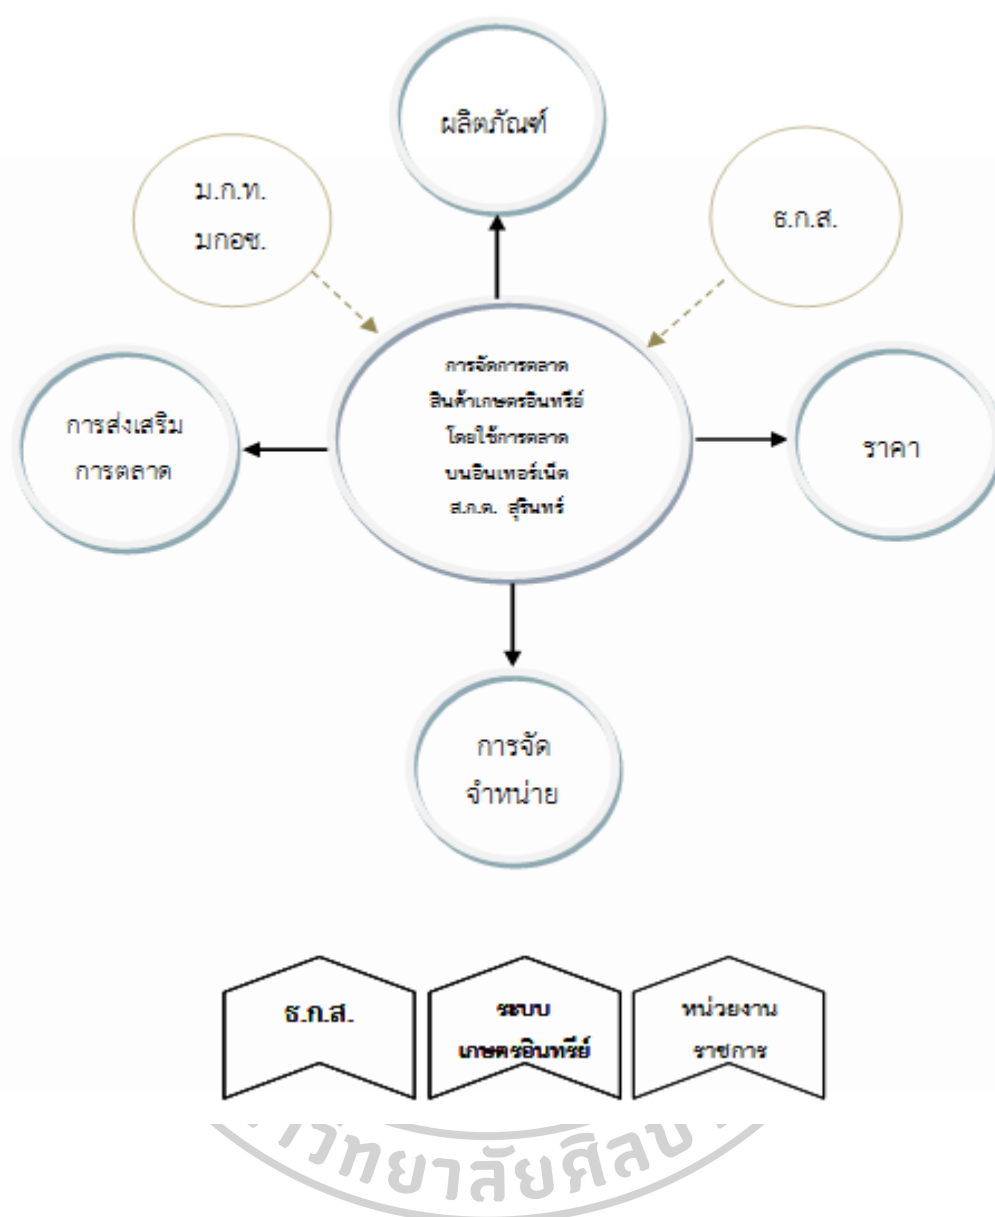 ผลิตภัณฑ์
ม.ก.ท.
มกอช.
ธ.ก.ส.
การจัดการตลาด
สินค้าเกษตรอินทรีย์
โดยใช้การตลาด
บนอินเทอร์เน็ต
ส.ก.ต. สุรินทร์
การส่งเสริม
การตลาด
ราคา
การจัด
จำหน่าย
ธ.ก.ส.
ระบบ
เกษตรอินทรีย์
หน่วยงาน
ราชการ